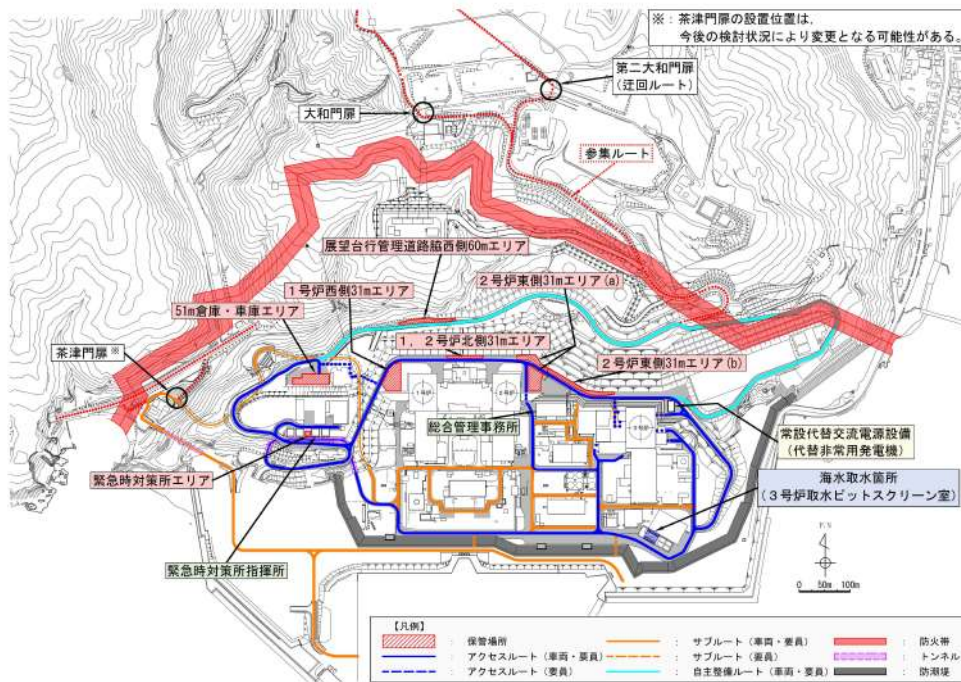 ※：茶津門扉の設置位置は，
今後の検討状況により変更となる可能性がある。
第二大和門扉
（迂回ルート）
大和門扉
参集ルート
展望台行管理道路脇西側60mエリア
１号炉西側31mエリア
２号炉東側31mエリア(a)
51m倉庫・車庫エリア
１，２号炉北側31mエリア
茶津門扉※
２号炉東側31mエリア(b)
総合管理事務所
常設代替交流電源設備
（代替非常用発電機）
緊急時対策所エリア
海水取水箇所
（３号炉取水ピットスクリーン室）
緊急時対策所指揮所
P.N
0 50m 100m
【凡例】
： 保管場所
： サブルート（車両・要員）
： 防火帯
： アクセスルート（車両・要員）
： サブルート（要員）
： トンネル
： アクセスルート（要員）
： 自主整備ルート（車両・要員）
： 防潮堤